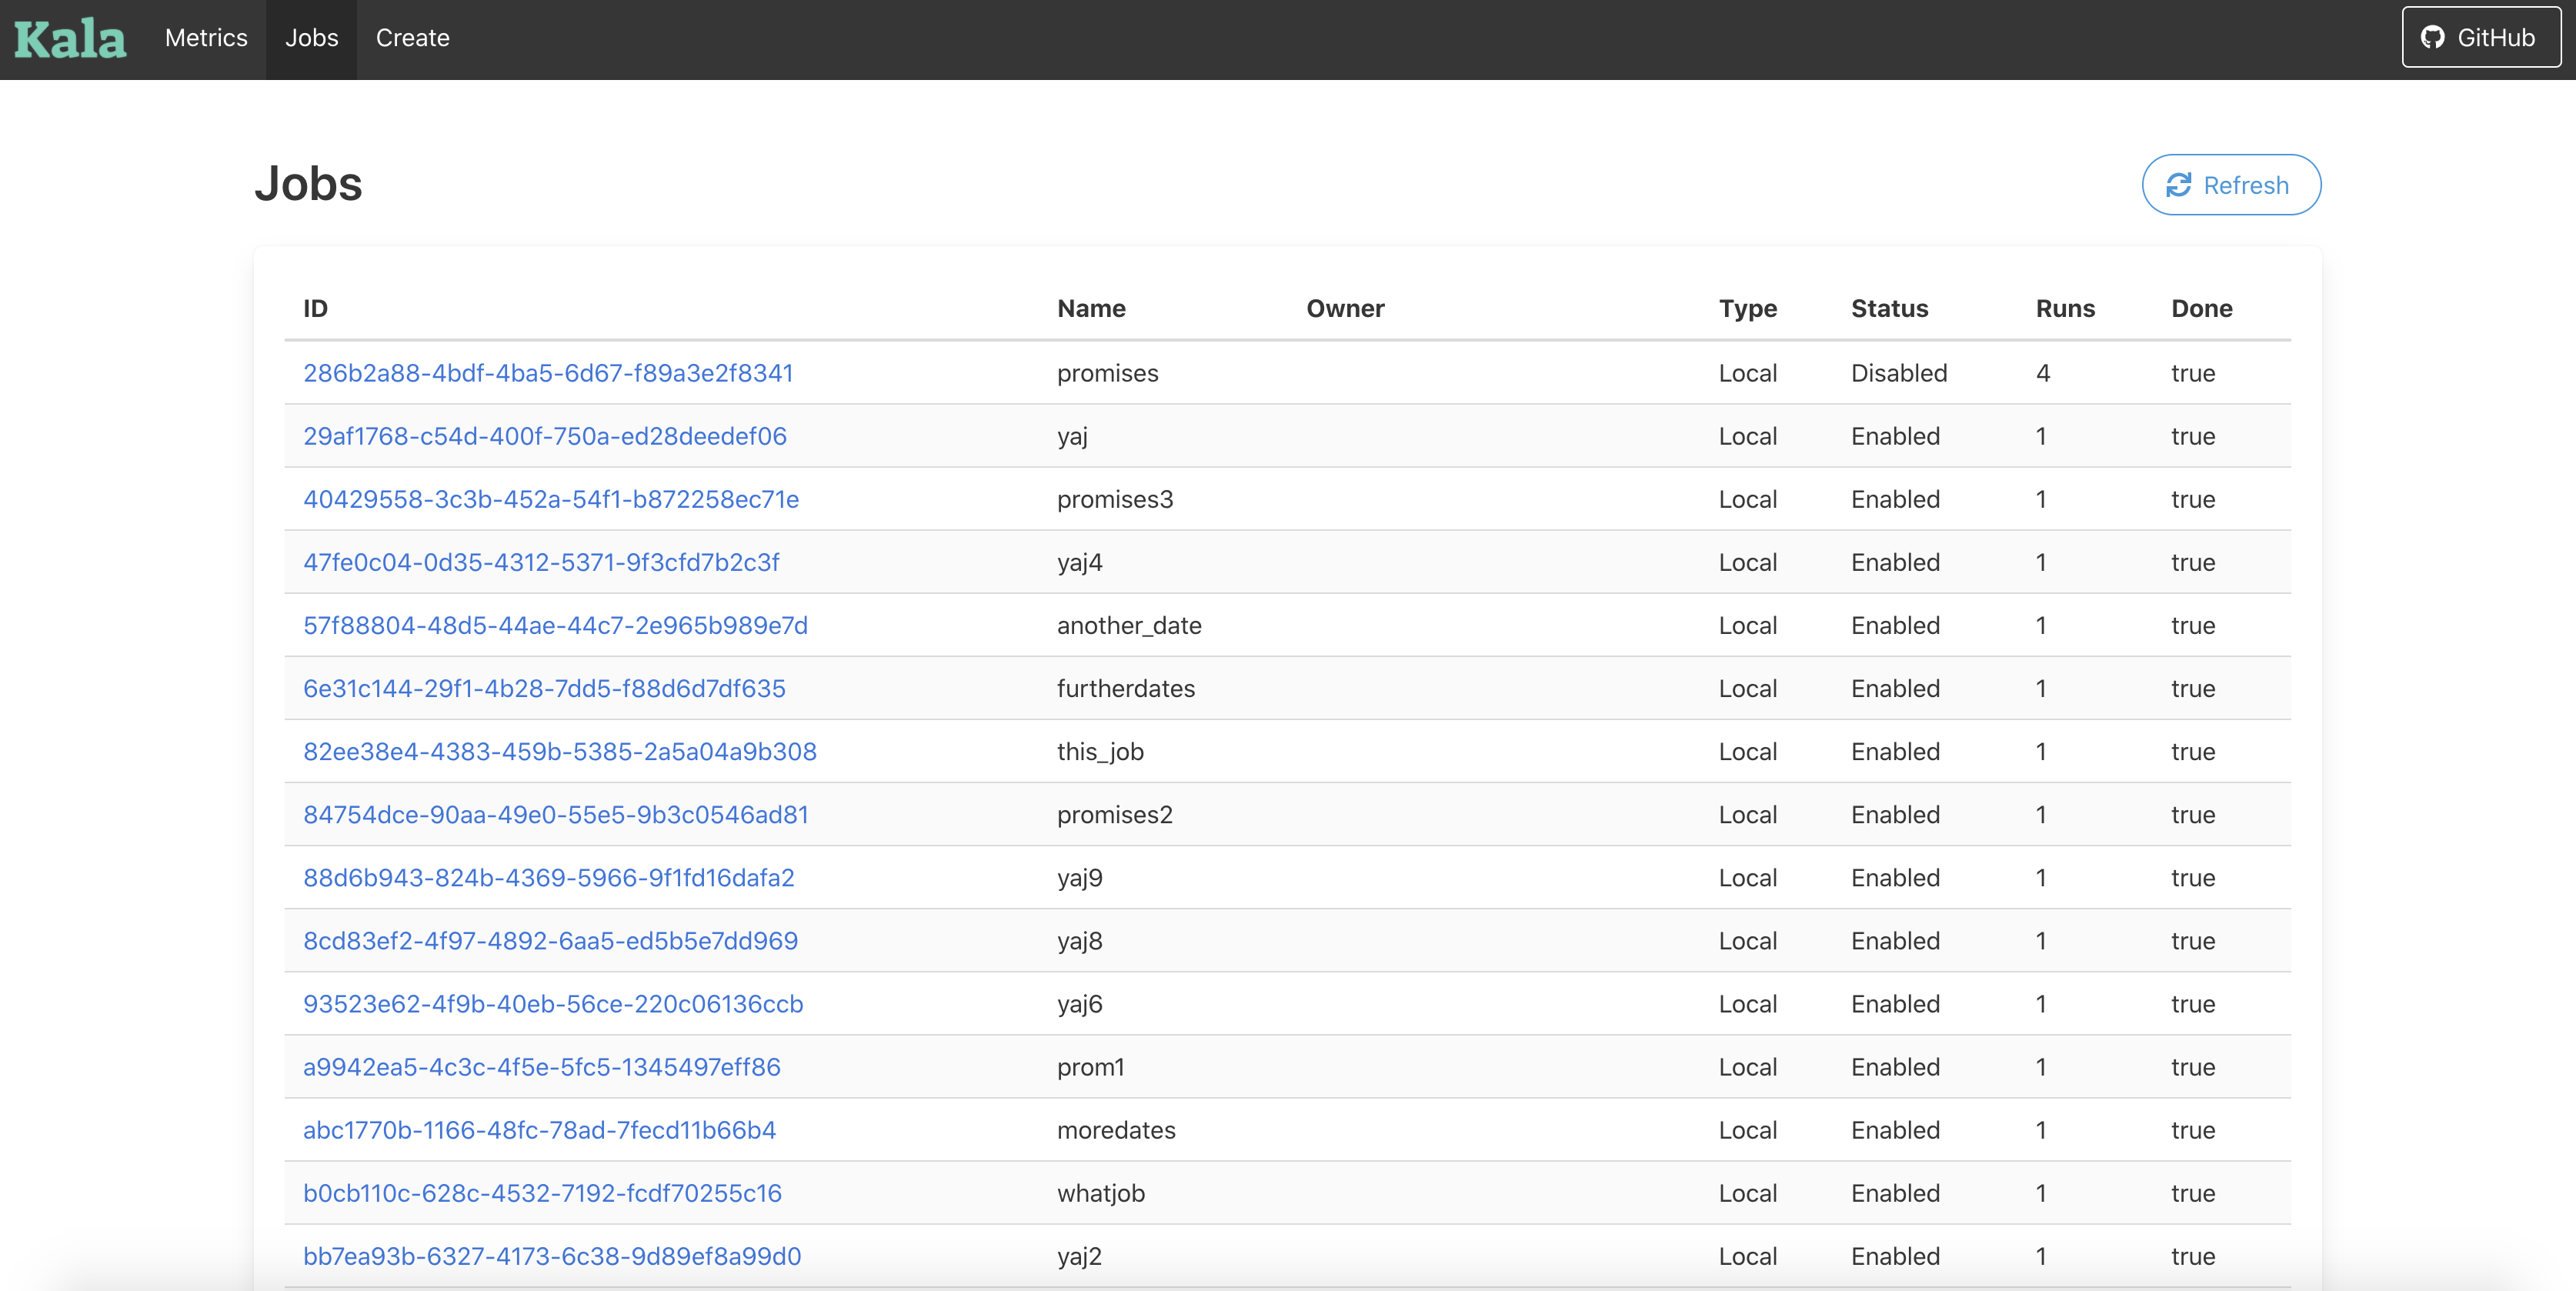 Kala Metrics Jobs Create GitHub
Jobs Refresh
ID Name Owner Type Status Runs Done
286b2a88-4bdf-4ba5-6d67-f89a3e2f8341 promises Local Disabled 4 true
29af1768-c54d-400f-750a-ed28deedef06 yaj Local Enabled 1 true
40429558-3c3b-452a-54f1-b872258ec71e promises3 Local Enabled 1 true
47fe0c04-0d35-4312-5371-9f3cfd7b2c3f yaj4 Local Enabled 1 true
57f88804-48d5-44ae-44c7-2e965b989e7d another_date Local Enabled 1 true
6e31c144-29f1-4b28-7dd5-f88d6d7df635 furtherdates Local Enabled 1 true
82ee38e4-4383-459b-5385-2a5a04a9b308 this_job Local Enabled 1 true
84754dce-90aa-49e0-55e5-9b3c0546ad81 promises2 Local Enabled 1 true
88d6b943-824b-4369-5966-9f1fd16dafa2 yaj9 Local Enabled 1 true
8cd83ef2-4f97-4892-6aa5-ed5b5e7dd969 yaj8 Local Enabled 1 true
93523e62-4f9b-40eb-56ce-220c06136ccb yaj6 Local Enabled 1 true
a9942ea5-4c3c-4f5e-5fc5-1345497eff86 prom1 Local Enabled 1 true
abc1770b-1166-48fc-78ad-7fecd11b66b4 moredates Local Enabled 1 true
b0cb110c-628c-4532-7192-fcdf70255c16 whatjob Local Enabled 1 true
bb7ea93b-6327-4173-6c38-9d89ef8a99d0 yaj2 Local Enabled 1 true